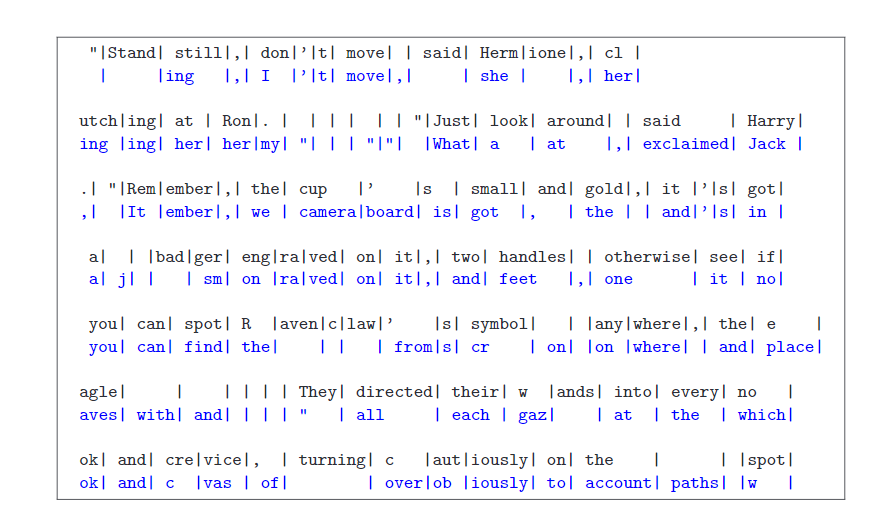 "|Stand| still|,| don|’|t| move| | said| Herm|ione|,| cl |
|     |ing   |,| I  |’|t| move|,|     | she |    |,| her|
utch|ing| at | Ron|. | | | | | | "|Just| look| around| | said     | Harry|
ing |ing| her| her|my| "| | | "|"|  |What| a   | at    |,| exclaimed| Jack |
.| "|Rem|ember|,| the| cup   |’    |s  | small| and| gold|,| it |’|s| got|
,|  |It |ember|,| we | camera|board| is| got  |,   | the | | and|’|s| in |
a|  | |bad|ger| eng|ra|ved| on| it|,| two| handles| | otherwise| see| if|
a| j| |   | sm| on |ra|ved| on| it|,| and| feet   |,| one      | it | no|
you| can| spot| R  |aven|c|law|’    |s| symbol|   | |any|where|,| the| e    |
you| can| find| the|    | |   | from|s| cr    | on| |on |where| | and| place|
agle|     |    | | | | They| directed| their| w  |ands| into| every| no   |
aves| with| and| | | | "   | all     | each | gaz|    | at  | the  | which|
ok| and| cre|vice|,  | turning| c   |aut|iously| on| the     |      | |spot|
ok| and| c  |vas | of|        | over|ob |iously| to| account| paths| |w   |